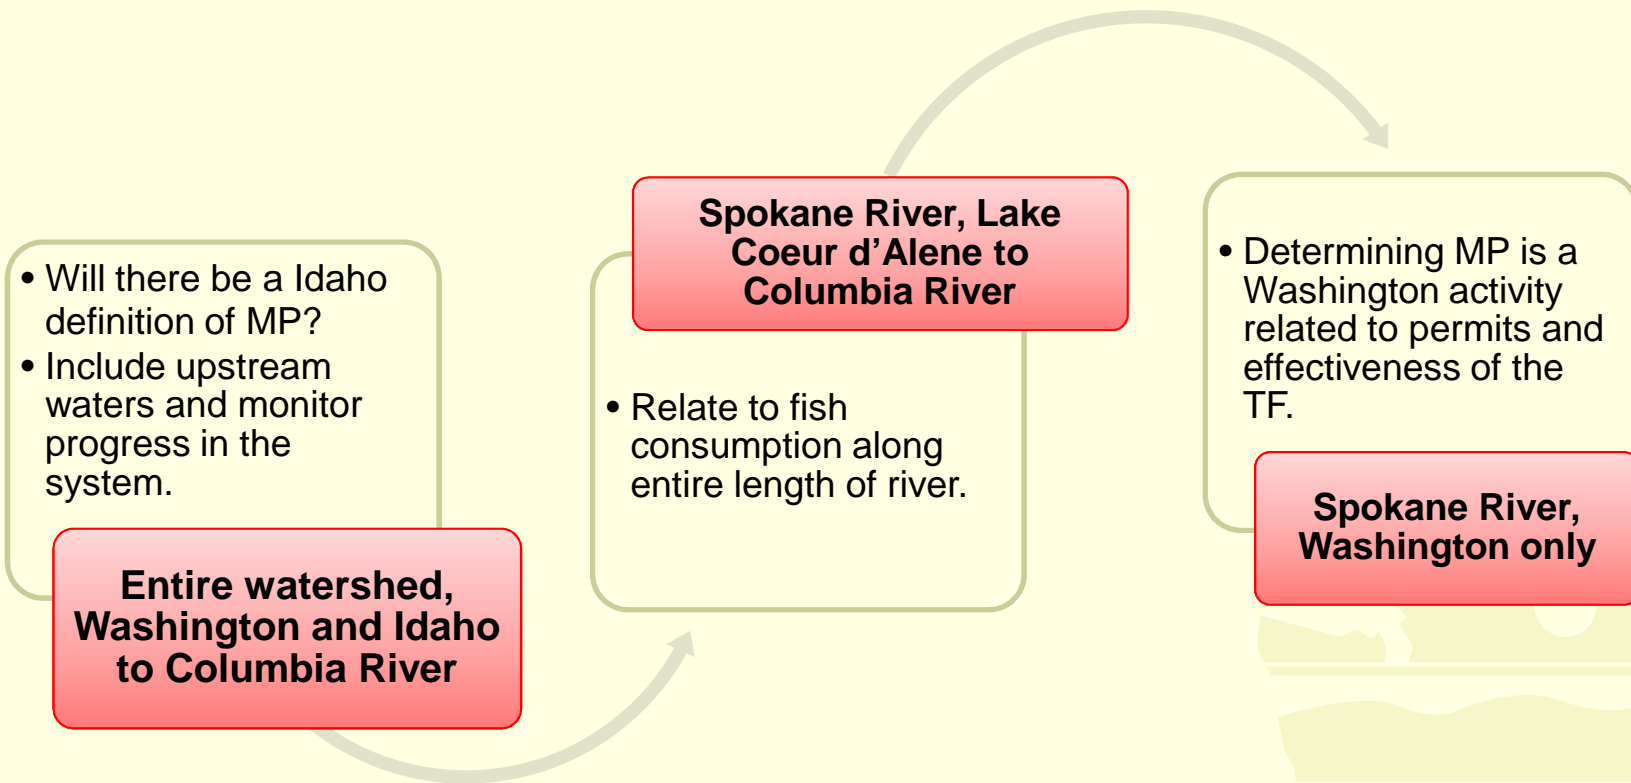 • Will there be a Idaho
definition of MP?
• Include upstream
waters and monitor
progress in the
system.
Entire watershed,
Washington and Idaho
to Columbia River
Spokane River, Lake
Coeur d’Alene to
Columbia River
• Relate to fish
consumption along
entire length of river.
• Determining MP is a
Washington activity
related to permits and
effectiveness of the
TF.
Spokane River,
Washington only